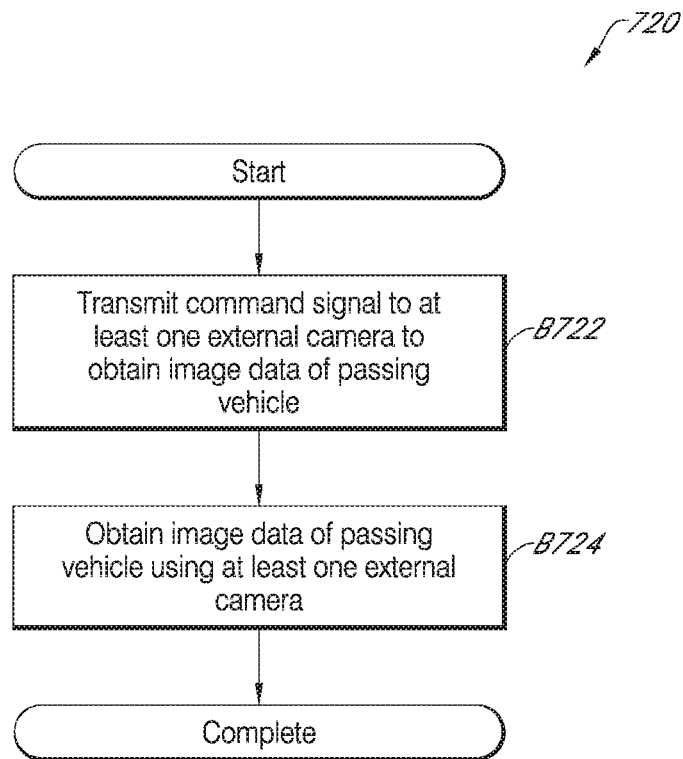 720
Start
Transmit command signal to at
least one external camera to
obtain image data of passing
vehicle
B722
Obtain image data of passing
vehicle using at least one external
camera
B724
Complete